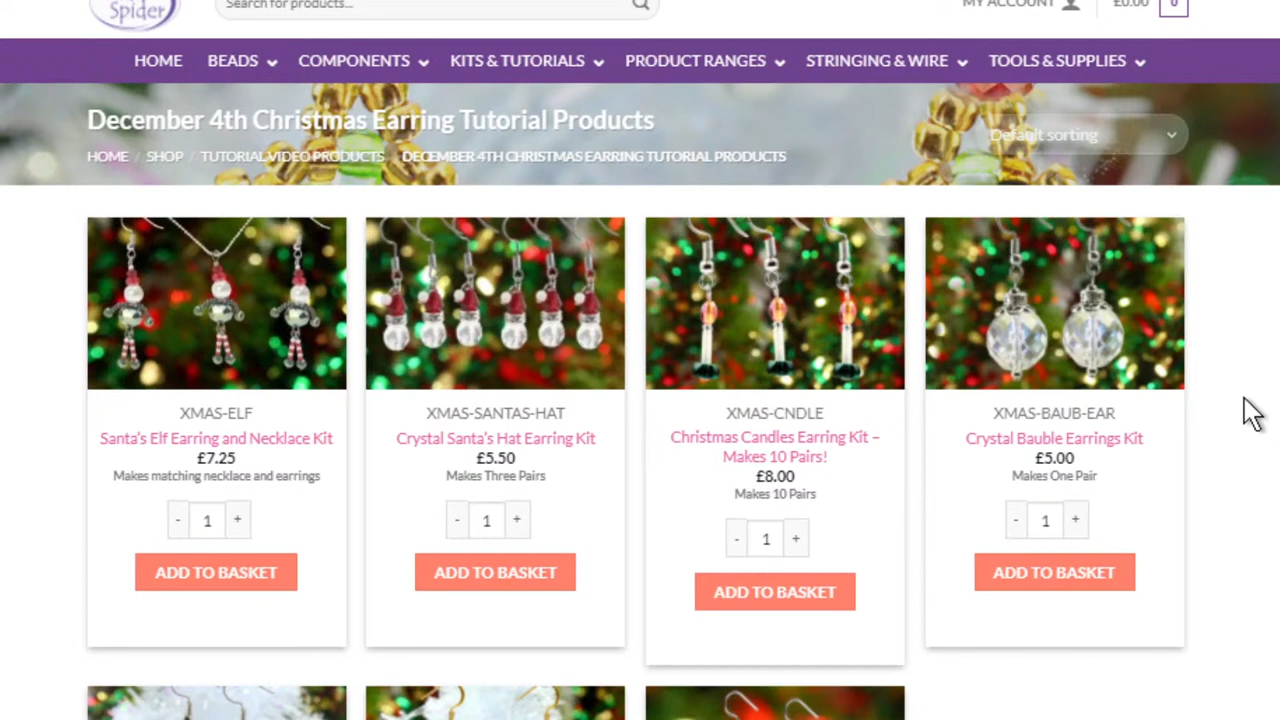 Spider
Search for products...
MY ACCOUNT
£0.00
0
HOME BEADS COMPONENTS KITS & TUTORIALS PRODUCT RANGES STRINGING & WIRE TOOLS & SUPPLIES
December 4th Christmas Earring Tutorial Products
Default sorting
HOME / SHOP / TUTORIAL VIDEO PRODUCTS / DECEMBER 4TH CHRISTMAS EARRING TUTORIAL PRODUCTS
XMAS-ELF
Santa's Elf Earring and Necklace Kit
£7.25
Makes matching necklace and earrings
- 1 +
ADD TO BASKET
XMAS-SANTAS-HAT
Crystal Santa's Hat Earring Kit
£5.50
Makes Three Pairs
- 1 +
ADD TO BASKET
XMAS-CNDLE
Christmas Candles Earring Kit –
Makes 10 Pairs!
£8.00
Makes 10 Pairs
- 1 +
ADD TO BASKET
XMAS-BAUB-EAR
Crystal Bauble Earrings Kit
£5.00
Makes One Pair
- 1 +
ADD TO BASKET